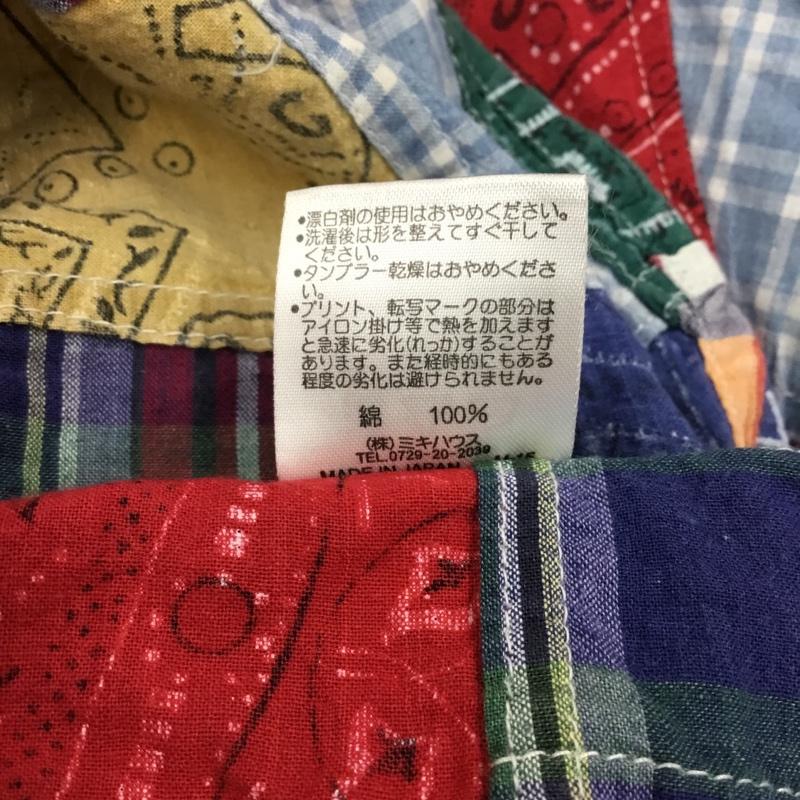 •漂白剤の使用はおやめください。
•洗濯後は形を整えてすぐ干して
ください。
•タンブラー乾燥はおやめくださ
い。
•プリント、転写マークの部分は
アイロン掛け等で熱を加えます
と急速に劣化(れっか)することが
あります。また経時的にもある
程度の劣化は避けられません。
綿 100%
(株)ミキハウス
TEL.0729-20-2039
MADE IN JAPAN